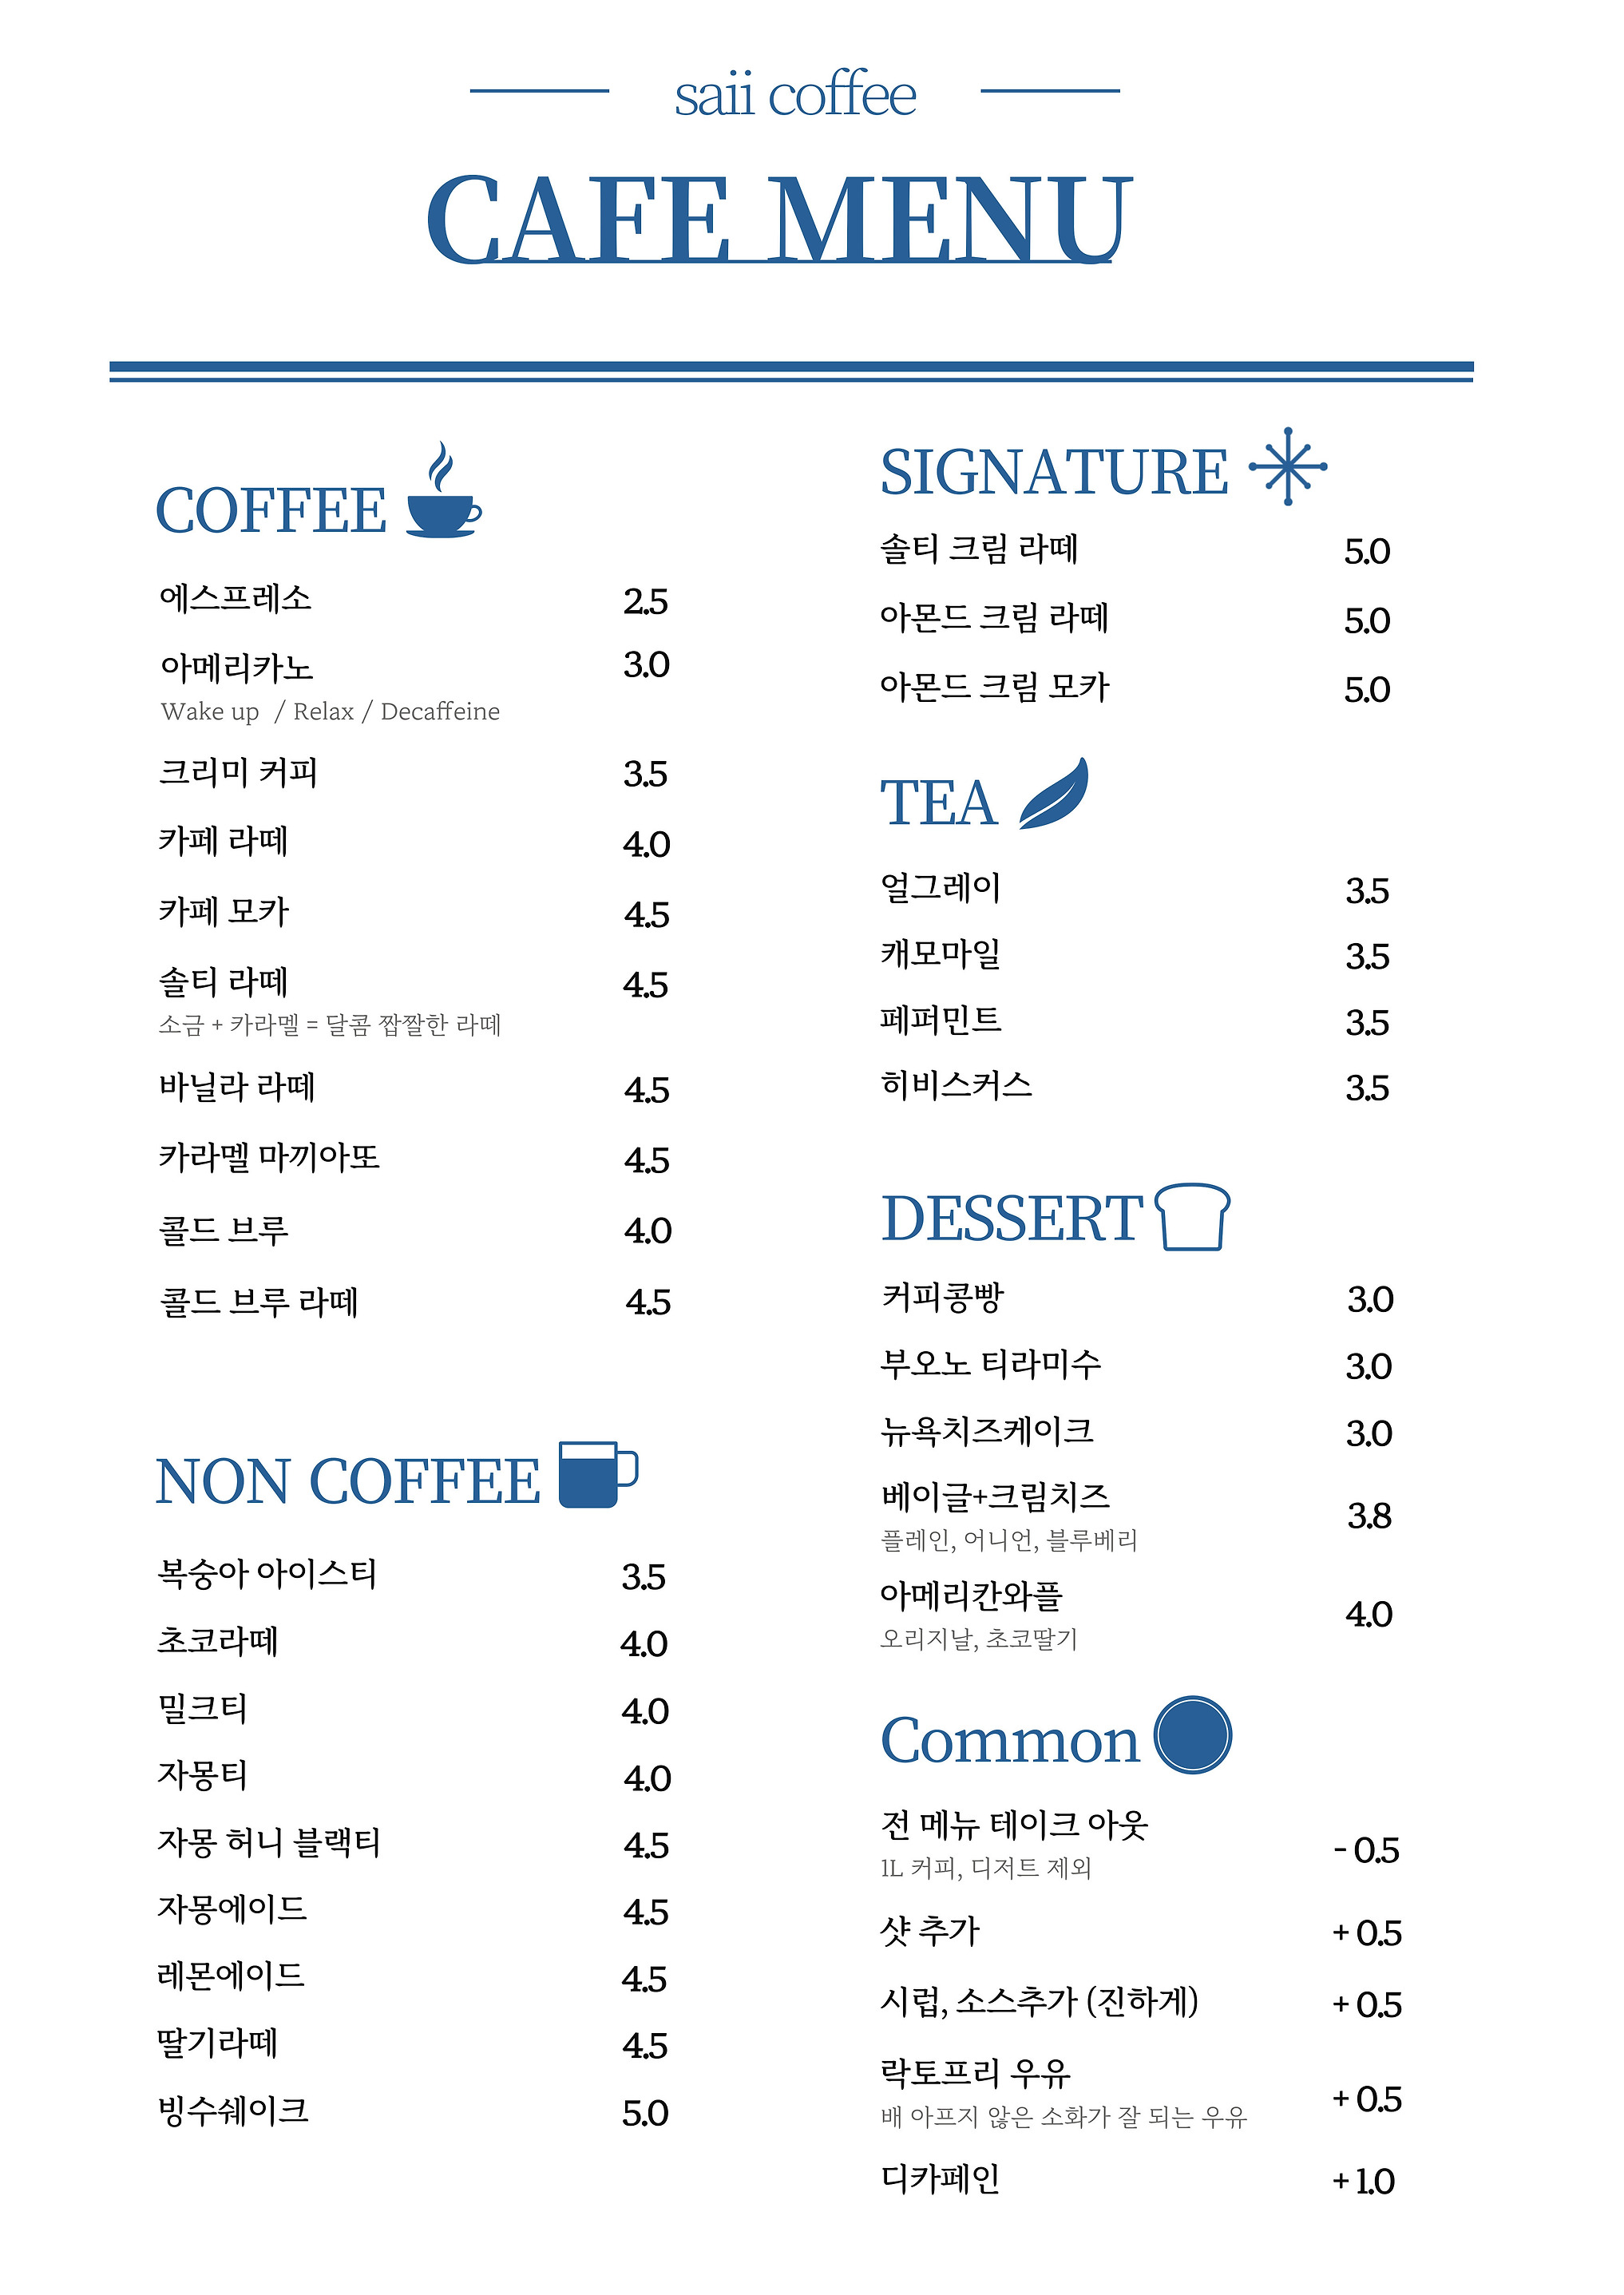 saii coffee
CAFE MENU
COFFEE
에스프레소 2.5
아메리카노 3.0
Wake up / Relax / Decaffeine
크리미 커피 3.5
카페 라떼 4.0
카페 모카 4.5
솔티 라떼 4.5
소금 + 카라멜 = 달콤 짭짤한 라떼
바닐라 라떼 4.5
카라멜 마끼아또 4.5
콜드 브루 4.0
콜드 브루 라떼 4.5
NON COFFEE
복숭아 아이스티 3.5
초코라떼 4.0
밀크티 4.0
자몽티 4.0
자몽 허니 블랙티 4.5
자몽에이드 4.5
레몬에이드 4.5
딸기라떼 4.5
빙수쉐이크 5.0
SIGNATURE
솔티 크림 라떼 5.0
아몬드 크림 라떼 5.0
아몬드 크림 모카 5.0
TEA
얼그레이 3.5
캐모마일 3.5
페퍼민트 3.5
히비스커스 3.5
DESSERT
커피콩빵 3.0
부오노 티라미수 3.0
뉴욕치즈케이크 3.0
베이글+크림치즈 3.8
플레인, 어니언, 블루베리
아메리칸와플 4.0
오리지날, 초코딸기
Common
전 메뉴 테이크 아웃 - 0.5
1L 커피, 디저트 제외
샷 추가 + 0.5
시럽, 소스추가 (진하게) + 0.5
락토프리 우유 + 0.5
배 아프지 않은 소화가 잘 되는 우유
디카페인 + 1.0